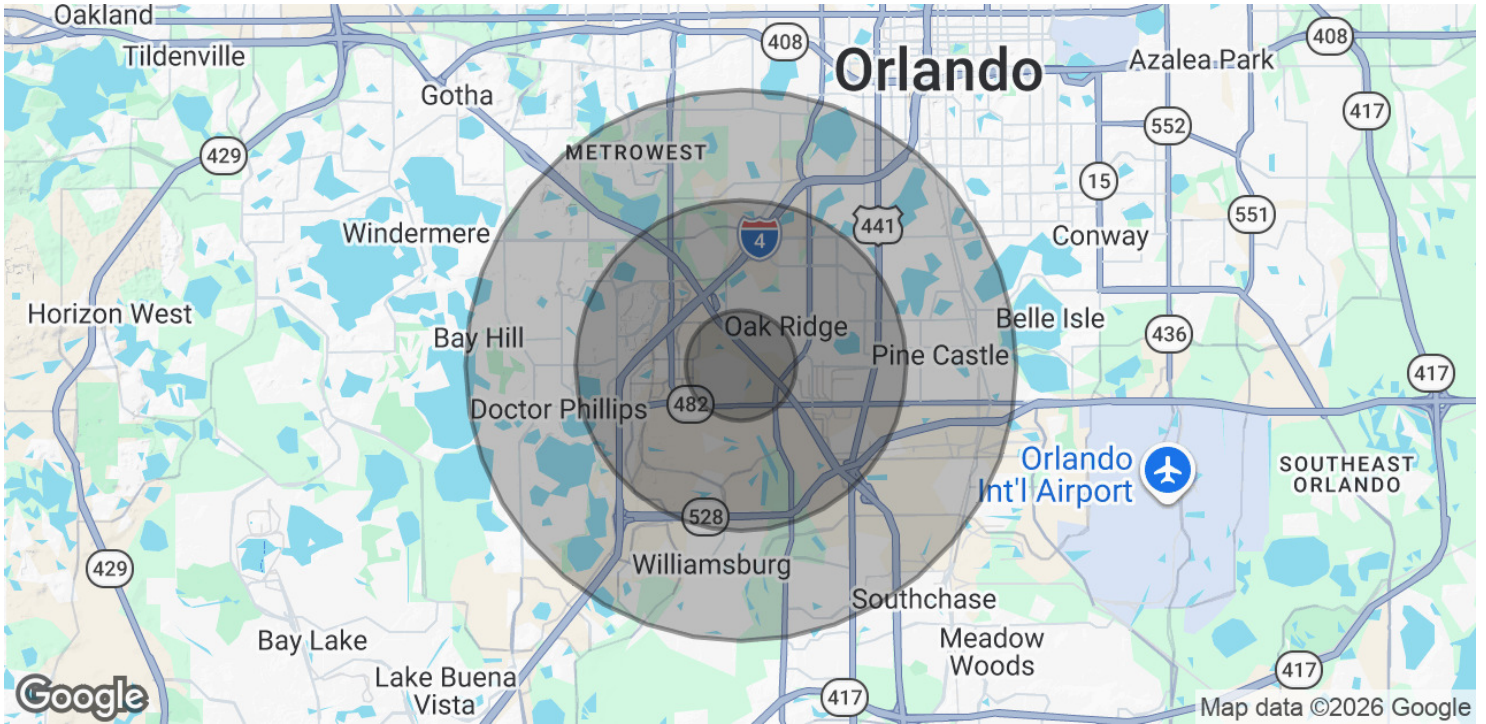 Oakland
408
408
Tildenville
Orlando
Azalea Park
Gotha
417
552
METROWEST
429
15
441
551
Windermere
4
Conway
Horizon West
Oak Ridge
Belle Isle
Bay Hill
436
Pine Castle
417
482
Doctor Phillips
Orlando
Int'l Airport
SOUTHEAST
ORLANDO
528
Williamsburg
429
Southchase
Bay Lake
Meadow
Woods
417
Lake Buena
Vista
417
Google
Map data ©2026 Google